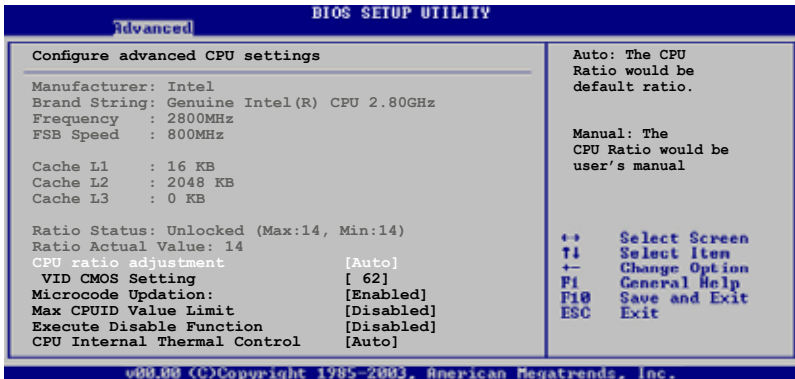 BIOS SETUP UTILITY
Advanced
Configure advanced CPU settings
Manufacturer: Intel
Brand String: Genuine Intel(R) CPU 2.80GHz
Frequency : 2800MHz
FSB Speed : 800MHz
Cache L1 : 16 KB
Cache L2 : 2048 KB
Cache L3 : 0 KB
Ratio Status: Unlocked (Max:14, Min:14)
Ratio Actual Value: 14
CPU ratio adjustment [Auto]
VID CMOS Setting [ 62]
Microcode Updation: [Enabled]
Max CPUID Value Limit [Disabled]
Execute Disable Function [Disabled]
CPU Internal Thermal Control [Auto]
Auto: The CPU
Ratio would be
default ratio.
Manual: The
CPU Ratio would be
user's manual
←→ Select Screen
↑↓ Select Item
+- Change Option
F1 General Help
F10 Save and Exit
ESC Exit
v00.00 (C)Copyright 1985-2003, American Megatrends, Inc.